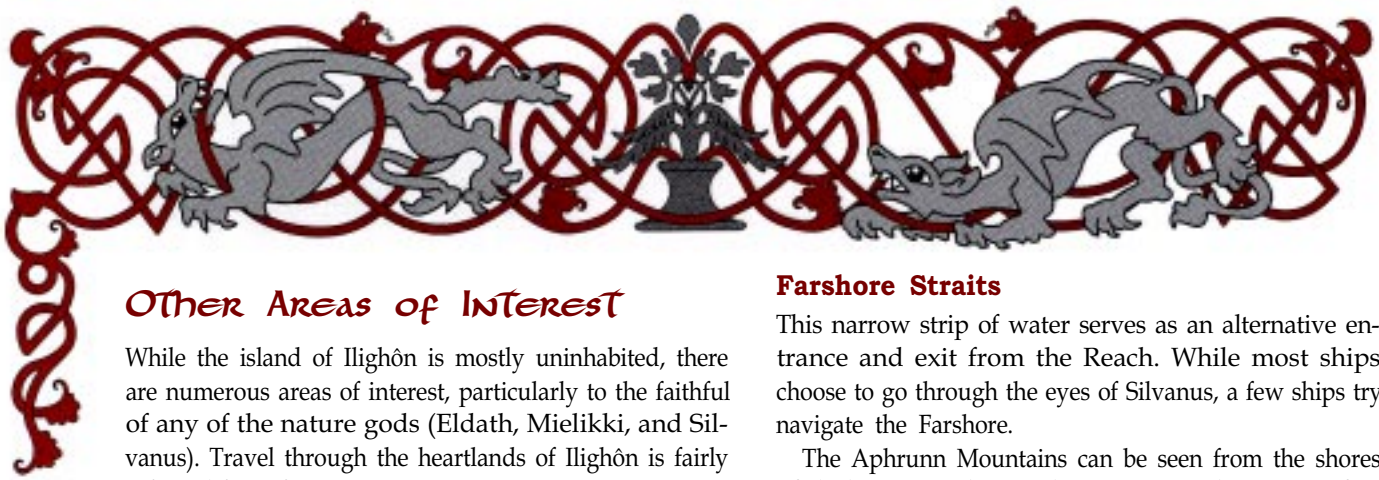 Other Areas of Interest
While the island of Ilighôn is mostly uninhabited, there
are numerous areas of interest, particularly to the faithful
of any of the nature gods (Eldath, Mielikki, and Sil-
vanus). Travel through the heartlands of Ilighôn is fairly
Farshore Straits
This narrow strip of water serves as an alternative en-
trance and exit from the Reach. While most ships
choose to go through the eyes of Silvanus, a few ships try
navigate the Farshore.
The Aphrunn Mountains can be seen from the shores